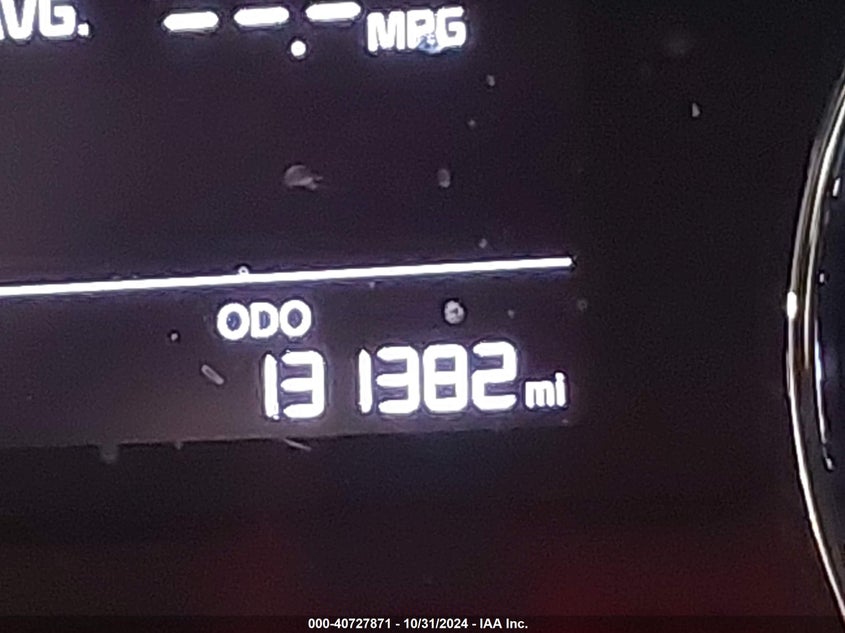 AVG. --.- MPG
ODO
131382 mi
000-40727871 - 10/31/2024 - IAA Inc.